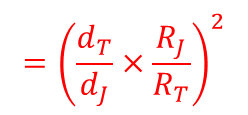 = (d_T / d_J × R_J / R_T)^2